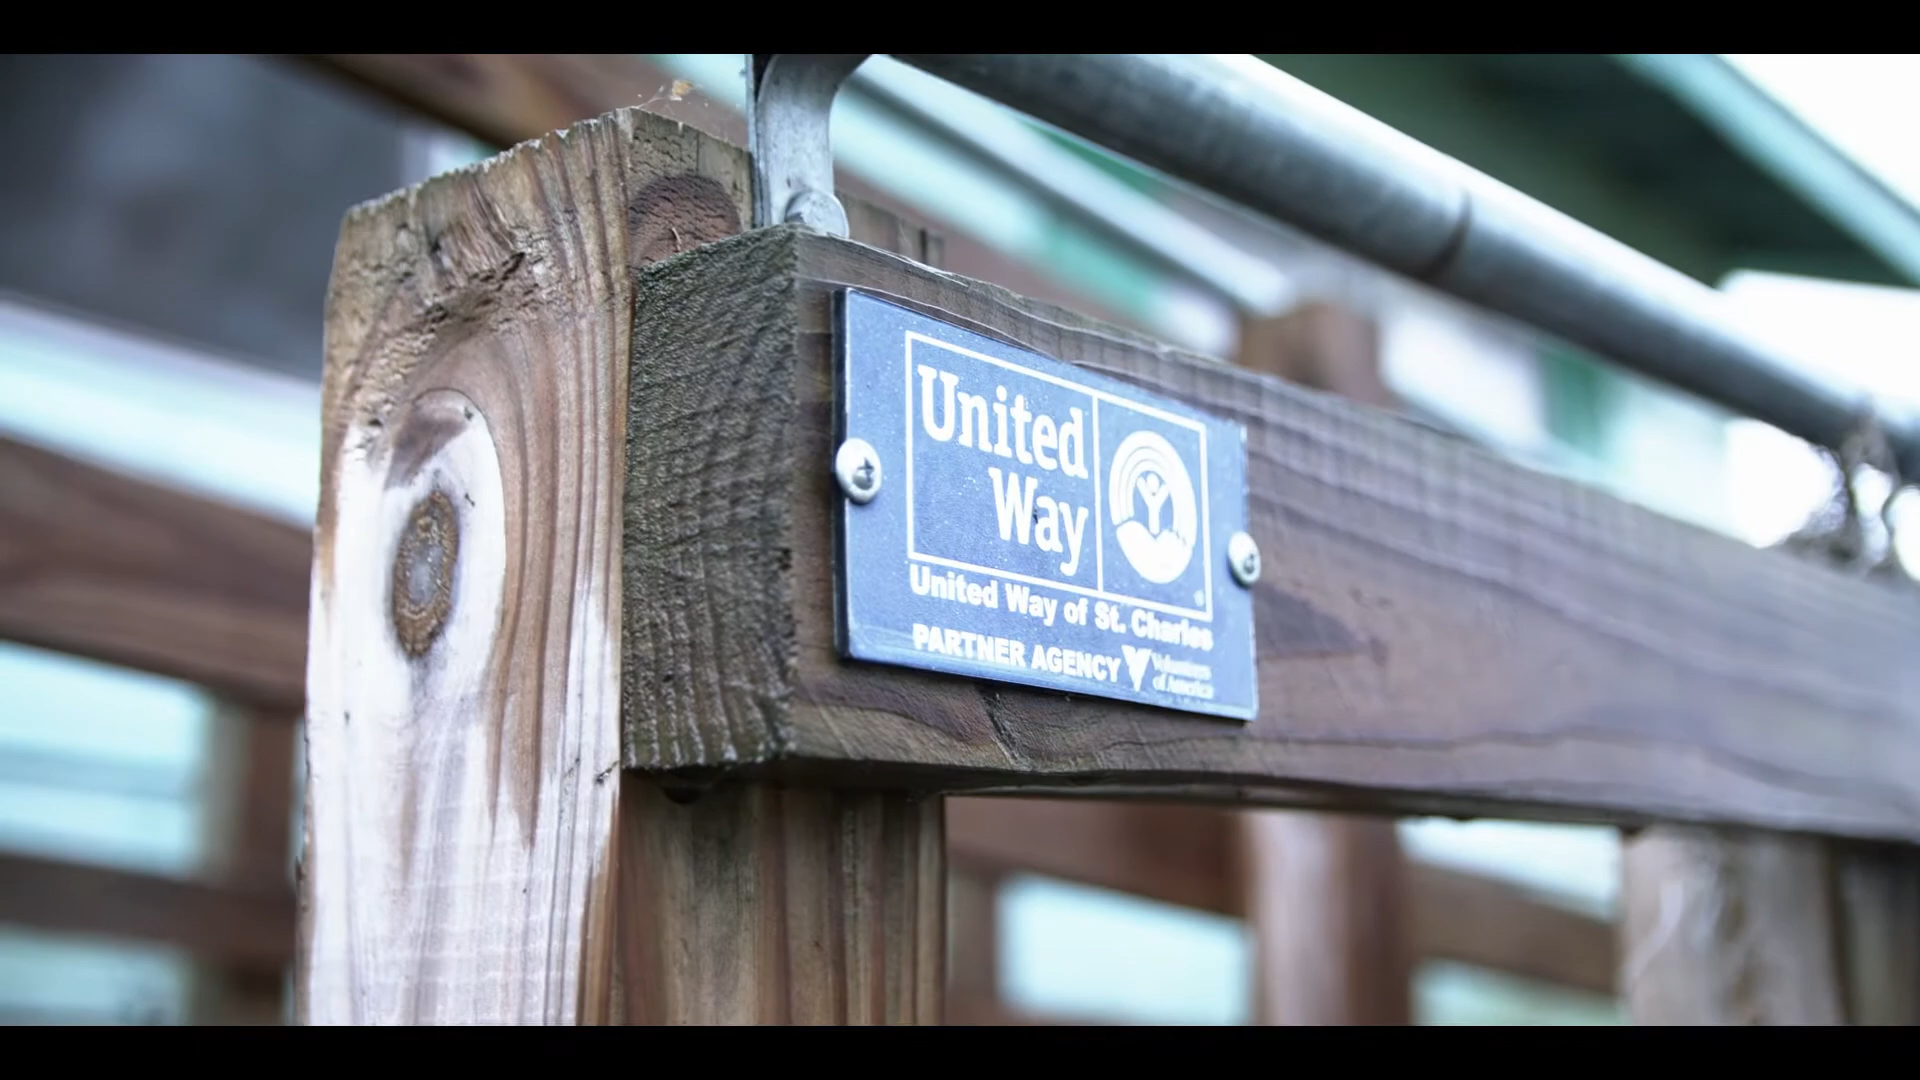 United
Way
United Way of St. Charles
PARTNER AGENCY
Volunteers
of America